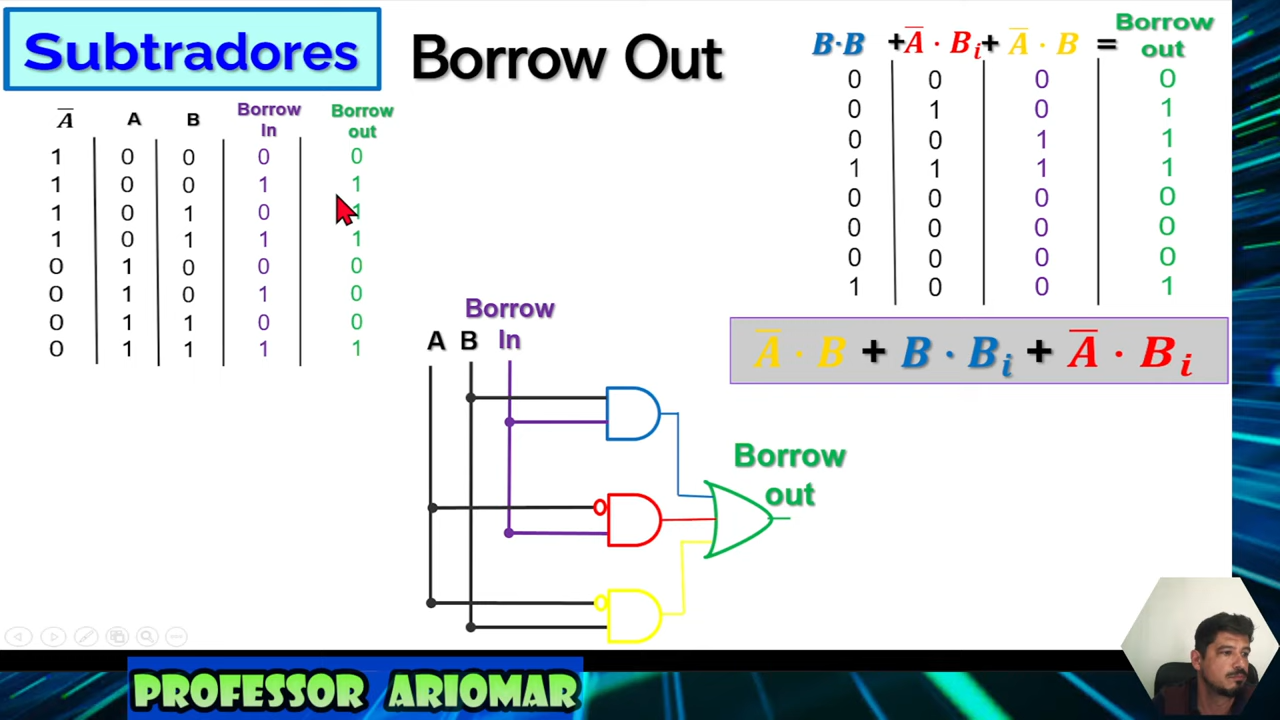 Subtradores
Borrow Out
A̅ A B Borrow In Borrow out
1 0 0 0 0
1 0 0 1 1
1 0 1 0 1
1 0 1 1 1
0 1 0 0 0
0 1 0 1 0
0 1 1 0 0
0 1 1 1 1
B·B + A̅ · Bᵢ + A̅ · B = Borrow out
0 0 0 0
0 1 0 1
0 0 1 1
1 1 1 1
0 0 0 0
0 0 0 0
0 0 0 0
1 0 0 1
A̅ · B + B · Bᵢ + A̅ · Bᵢ
A B Borrow In
Borrow
out
PROFESSOR ARIOMAR